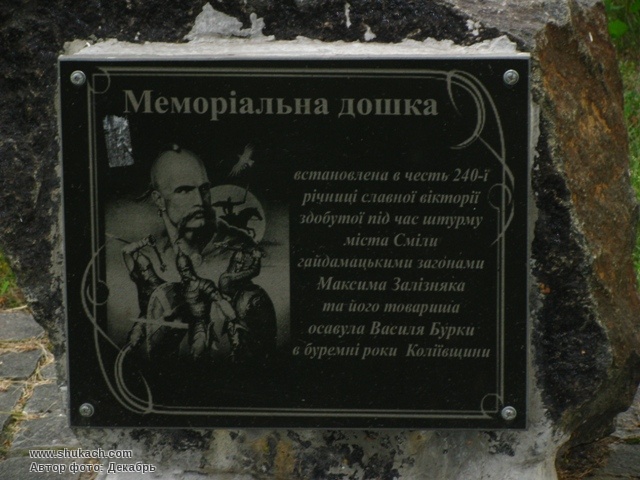 Меморіальна дошка
встановлена в честь 240-ї
річниці славної вікторії
здобутої під час штурму
міста Сміли
гайдамацькими загонами
Максима Залізняка
та його товариша
осавула Василя Бурки
в буремні роки Коліївщини
www.shukach.com
Автор фото: Декабрь